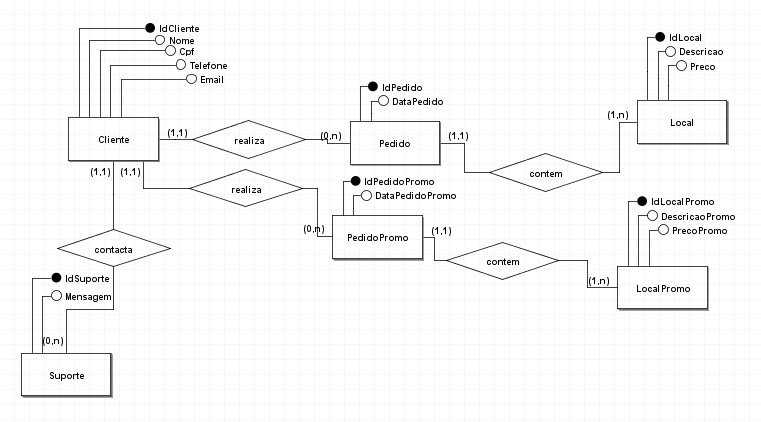 IdCliente
Nome
Cpf
Telefone
Email
Cliente
(1,1)
realiza
(0,n)
IdPedido
DataPedido
Pedido
(1,1)
contem
(1,n)
IdLocal
Descricao
Preco
Local
(1,1)
(1,1)
realiza
(0,n)
IdPedidoPromo
DataPedidoPromo
PedidoPromo
(1,1)
contem
(1,n)
IdLocalPromo
DescricaoPromo
PrecoPromo
LocalPromo
contacta
IdSuporte
Mensagem
(0,n)
Suporte